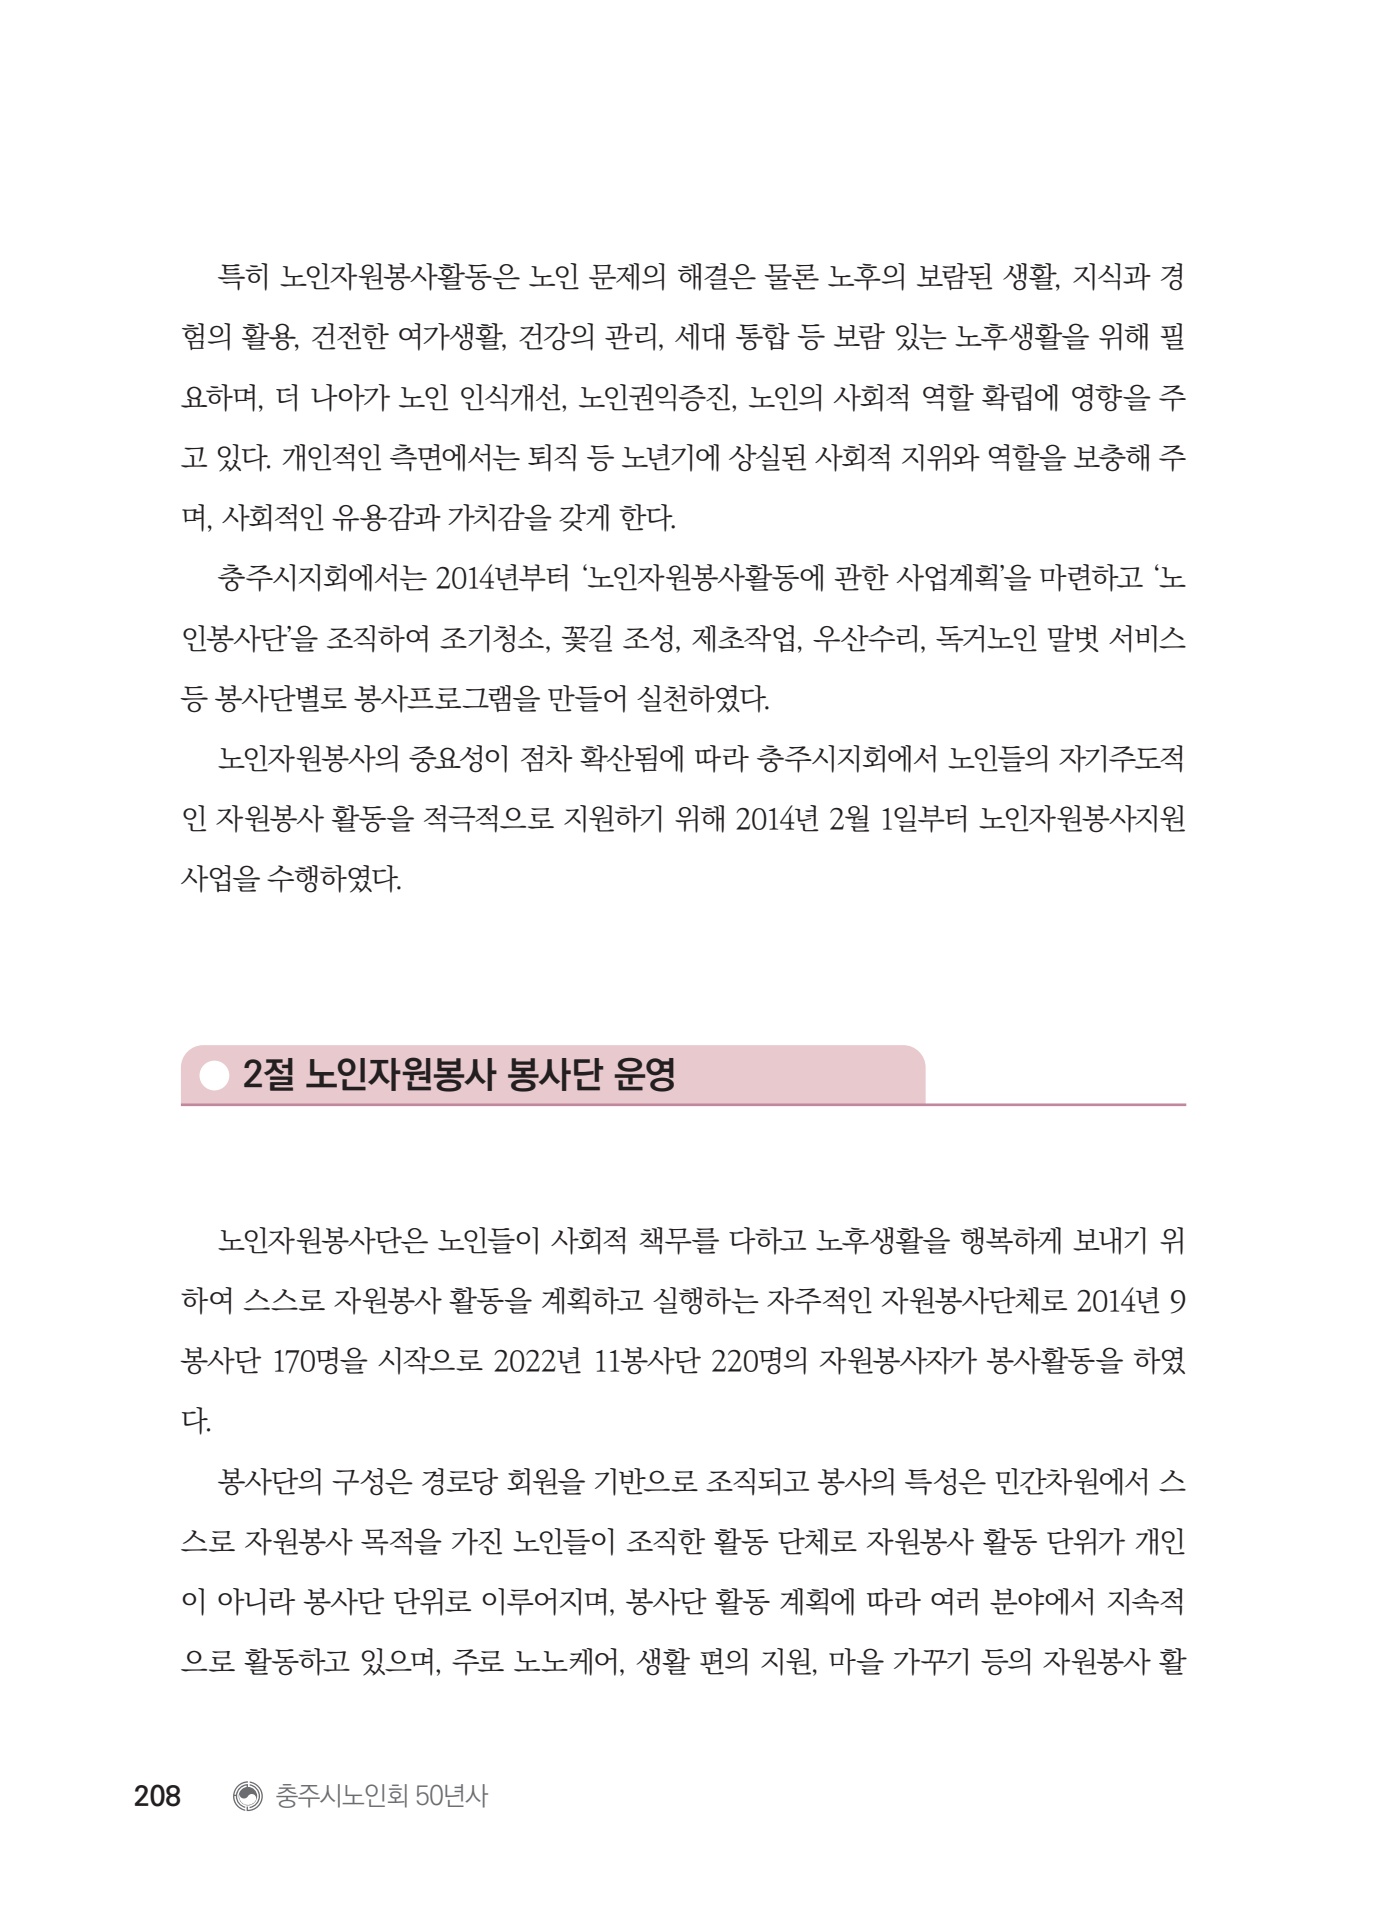 특히 노인자원봉사활동은 노인 문제의 해결은 물론 노후의 보람된 생활, 지식과 경
험의 활용, 건전한 여가생활, 건강의 관리, 세대 통합 등 보람 있는 노후생활을 위해 필
요하며, 더 나아가 노인 인식개선, 노인권익증진, 노인의 사회적 역할 확립에 영향을 주
고 있다. 개인적인 측면에서는 퇴직 등 노년기에 상실된 사회적 지위와 역할을 보충해 주
며, 사회적인 유용감과 가치감을 갖게 한다.
충주시지회에서는 2014년부터 ‘노인자원봉사활동에 관한 사업계획’을 마련하고 ‘노
인봉사단’을 조직하여 조기청소, 꽃길 조성, 제초작업, 우산수리, 독거노인 말벗 서비스
등 봉사단별로 봉사프로그램을 만들어 실천하였다.
노인자원봉사의 중요성이 점차 확산됨에 따라 충주시지회에서 노인들의 자기주도적
인 자원봉사 활동을 적극적으로 지원하기 위해 2014년 2월 1일부터 노인자원봉사지원
사업을 수행하였다.
2절 노인자원봉사 봉사단 운영
노인자원봉사단은 노인들이 사회적 책무를 다하고 노후생활을 행복하게 보내기 위
하여 스스로 자원봉사 활동을 계획하고 실행하는 자주적인 자원봉사단체로 2014년 9
봉사단 170명을 시작으로 2022년 11봉사단 220명의 자원봉사자가 봉사활동을 하였
다.
봉사단의 구성은 경로당 회원을 기반으로 조직되고 봉사의 특성은 민간차원에서 스
스로 자원봉사 목적을 가진 노인들이 조직한 활동 단체로 자원봉사 활동 단위가 개인
이 아니라 봉사단 단위로 이루어지며, 봉사단 활동 계획에 따라 여러 분야에서 지속적
으로 활동하고 있으며, 주로 노노케어, 생활 편의 지원, 마을 가꾸기 등의 자원봉사 활
208 충주시노인회 50년사